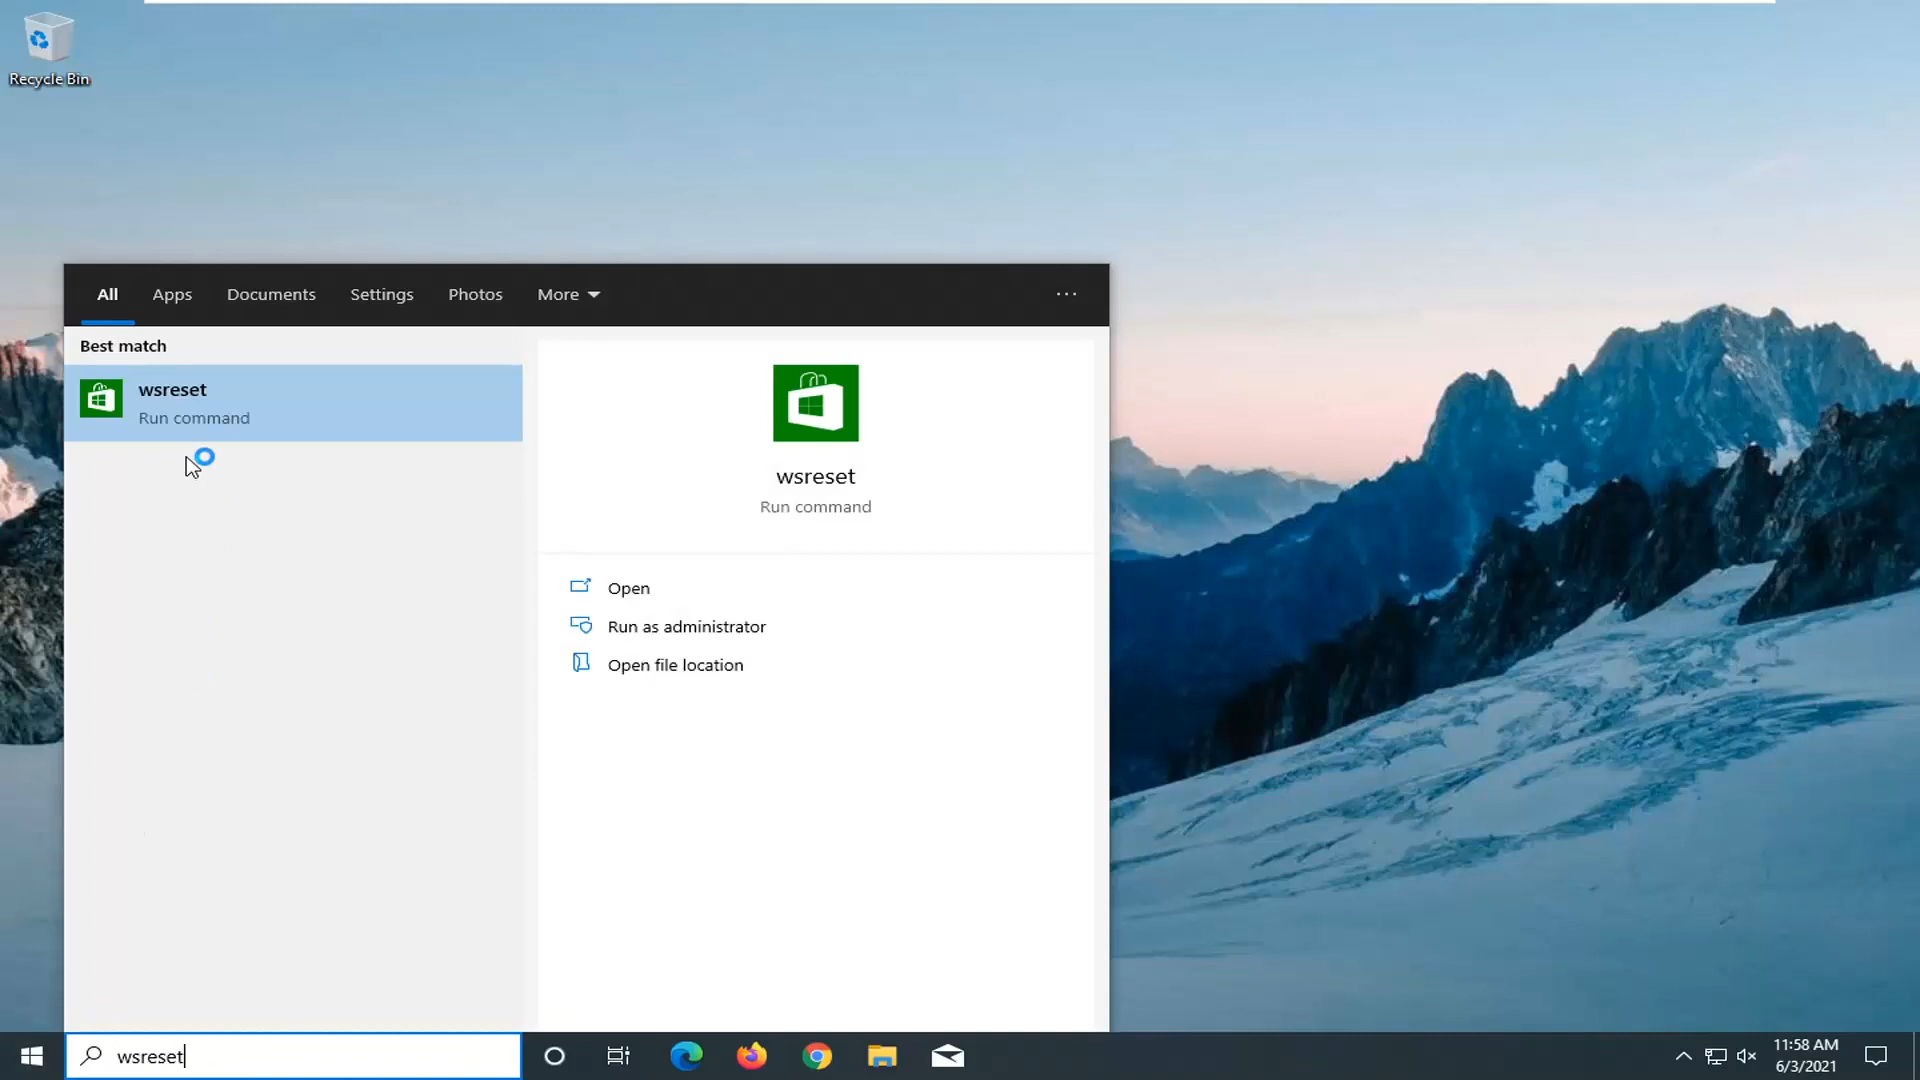 Recycle Bin
All Apps Documents Settings Photos More ...
Best match
wsreset
Run command
wsreset
Run command
Open
Run as administrator
Open file location
wsreset
11:58 AM
6/3/2021